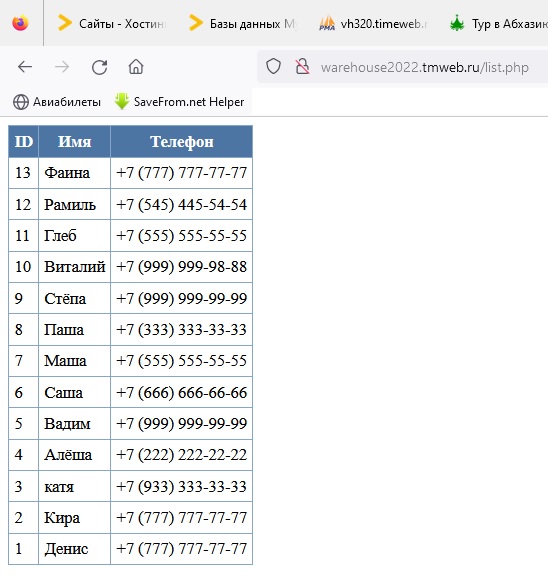 Сайты - Хостин
Базы данных M
vh320.timeweb.r
Тур в Абхазию
warehouse2022.tmweb.ru/list.php
Авиабилеты
SaveFrom.net Helper
ID Имя Телефон
13 Фаина +7 (777) 777-77-77
12 Рамиль +7 (545) 445-54-54
11 Глеб +7 (555) 555-55-55
10 Виталий +7 (999) 999-98-88
9 Стёпа +7 (999) 999-99-99
8 Паша +7 (333) 333-33-33
7 Маша +7 (555) 555-55-55
6 Саша +7 (666) 666-66-66
5 Вадим +7 (999) 999-99-99
4 Алёша +7 (222) 222-22-22
3 катя +7 (933) 333-33-33
2 Кира +7 (777) 777-77-77
1 Денис +7 (777) 777-77-77